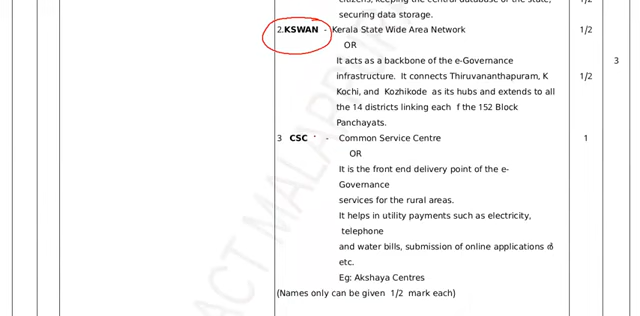 citizens, keeping the central database of the state, 1/2
securing data storage.
2.KSWAN - Kerala State Wide Area Network 1/2
OR
It acts as a backbone of the e-Governance 3
infrastructure. It connects Thiruvananthapuram, K 1/2
Kochi, and Kozhikode as its hubs and extends to all
the 14 districts linking each f the 152 Block
Panchayats.
3 CSC - Common Service Centre 1
OR
It is the front end delivery point of the e-
Governance
services for the rural areas.
It helps in utility payments such as electricity,
telephone
and water bills, submission of online applications
etc.
Eg: Akshaya Centres
(Names only can be given 1/2 mark each)
ACT MALAPP